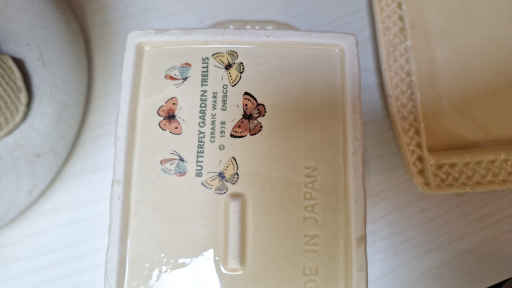 BUTTERFLY GARDEN TRELLIS
CERAMIC WARE
© 1978 ENESCO
DE IN JAPAN